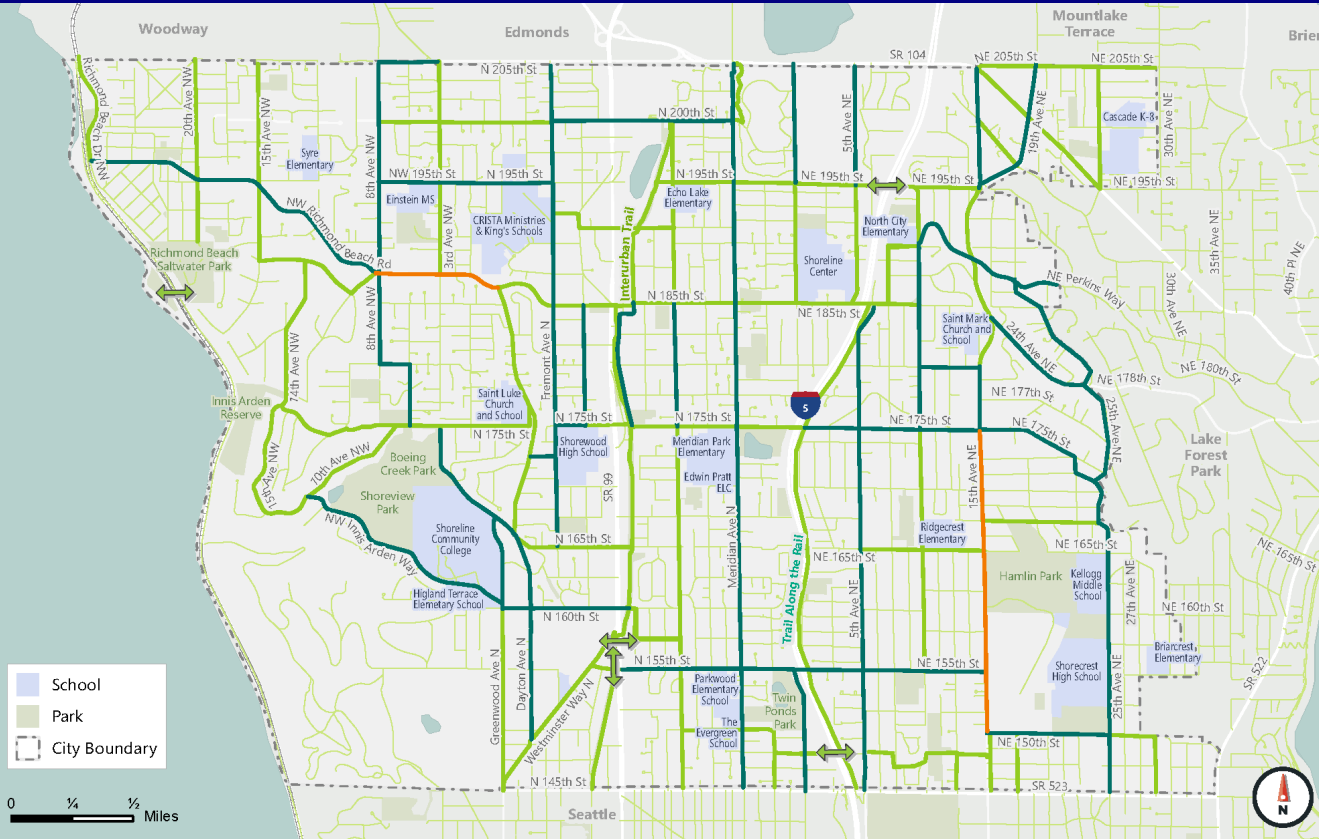 Woodway
Edmonds
Mountlake
Terrace
Brier
SR 104
NE 205th St
NE 205th St
N 205th St
Richmond
Beach Dr NW
20th Ave NW
15th Ave NW
8th Ave NW
Syre
Elementary
N 200th St
5th Ave NE
19th Ave NE
Cascade K-8
30th Ave NE
NW 195th St
N 195th St
N 195th St
NE 195th St
NE 195th St
NE 195th St
Einstein MS
3rd Ave NW
CRISTA Ministries
& King's Schools
Echo Lake
Elementary
North City
Elementary
NW Richmond Beach Rd
Richmond Beach
Saltwater Park
Interurban Trail
Shoreline
Center
35th Ave NE
40th Pl NE
NE Perkins Way
30th Ave NE
N 185th St
NE 185th St
8th Ave NW
14th Ave NW
Fremont Ave N
Saint Mark
Church and
School
24th Ave NE
NE 180th St
NE 178th St
NE 177th St
Innis Arden
Reserve
Saint Luke
Church
and School
5
N 175th St
N 175th St
N 175th St
NE 175th St
NE 175th St
25th Ave NE
Shorewood
High School
Meridian Park
Elementary
Edwin Pratt
ELC
Lake
Forest
Park
15th Ave NW
10th Ave NW
Boeing
Creek Park
Shoreview
Park
SR 99
15th Ave NE
NW Innis Arden Way
Shoreline
Community
College
Meridian Ave N
Trail Along the Rail
Ridgecrest
Elementary
N 165th St
NE 165th St
NE 165th St
NE 165th St
Hamlin Park
Kellogg
Middle
School
27th Ave NE
Higland Terrace
Elemetary School
5th Ave NE
NE 160th St
N 160th St
Greenwood Ave N
Dayton Ave N
N 155th St
NE 155th St
Briarcrest
Elementary
Shorecrest
High School
SR 522
Parkwood
Elementary
School
Twin
Ponds
Park
25th Ave NE
Westminster Way N
The
Evergreen
School
NE 150th St
N 145th St
SR 523
Seattle
School
Park
City Boundary
0 ¼ ½
Miles
N